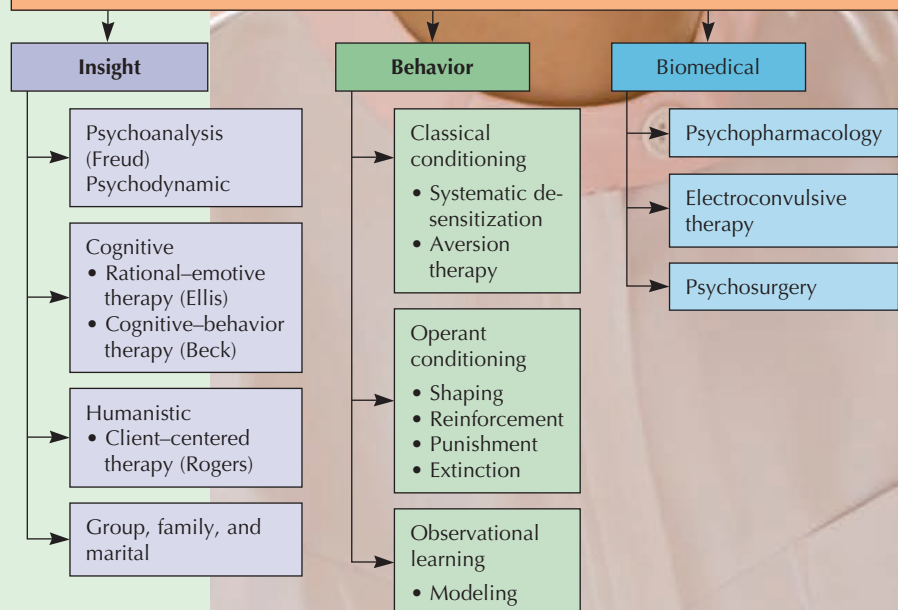 Insight
Psychoanalysis
(Freud)
Psychodynamic
Cognitive
• Rational–emotive
therapy (Ellis)
• Cognitive–behavior
therapy (Beck)
Humanistic
• Client–centered
therapy (Rogers)
Group, family, and
marital
Behavior
Classical
conditioning
• Systematic de-
sensitization
• Aversion
therapy
Operant
conditioning
• Shaping
• Reinforcement
• Punishment
• Extinction
Observational
learning
• Modeling
Biomedical
Psychopharmacology
Electroconvulsive
therapy
Psychosurgery